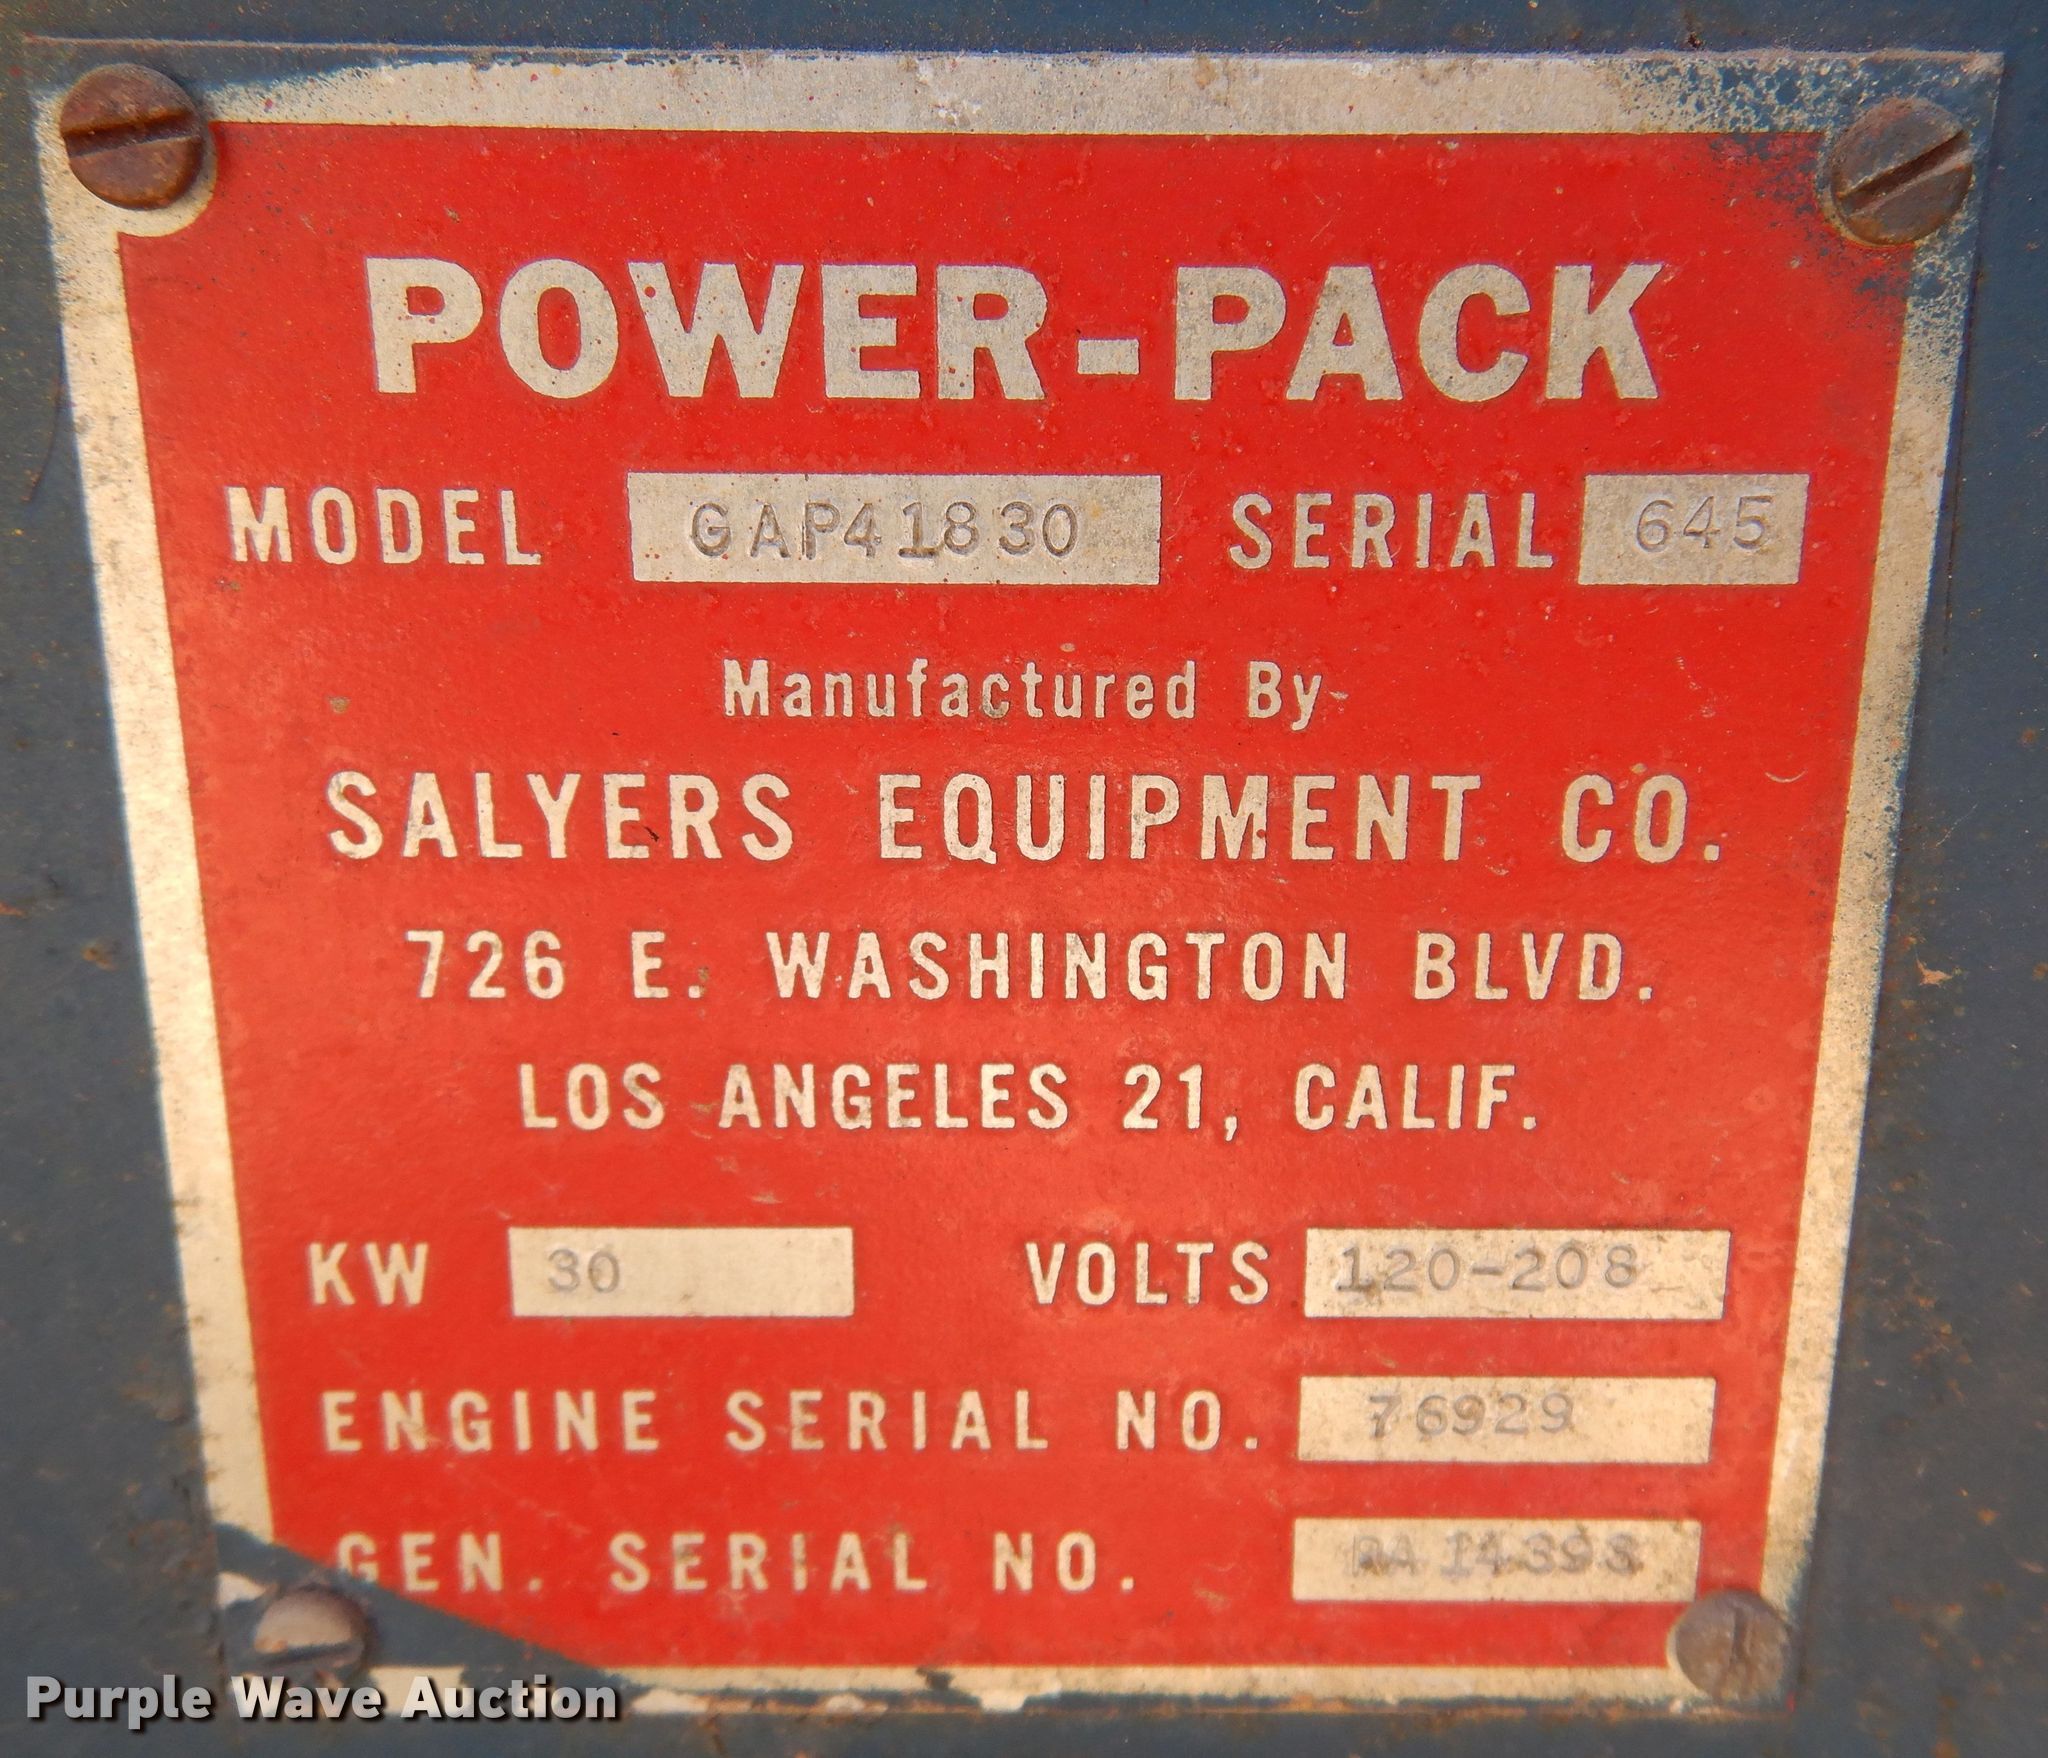 POWER-PACK
MODEL GAP41830 SERIAL 645
Manufactured By
SALYERS EQUIPMENT CO.
726 E. WASHINGTON BLVD.
LOS ANGELES 21, CALIF.
KW 30 VOLTS 120-208
ENGINE SERIAL NO. 76929
GEN. SERIAL NO.
Purple Wave Auction